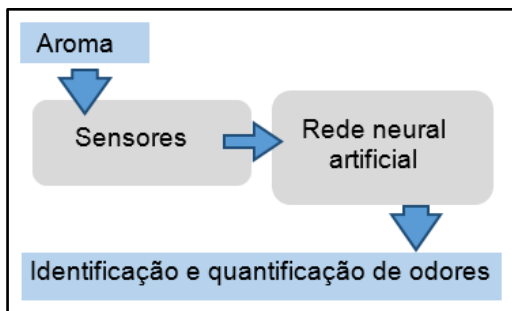 Aroma
Sensores
Rede neural
artificial
Identificação e quantificação de odores